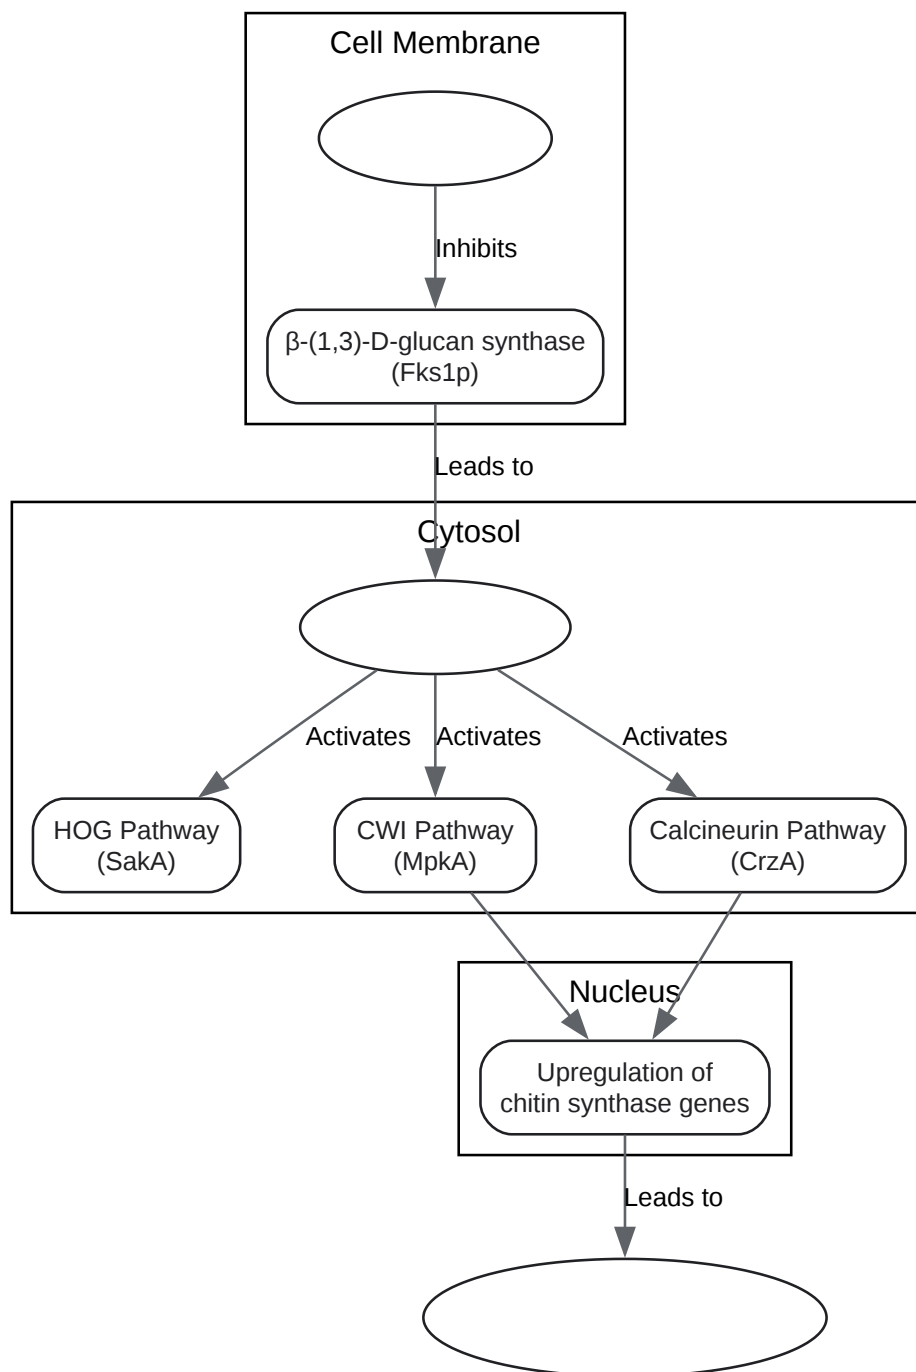 Cell Membrane
Inhibits
β-(1,3)-D-glucan synthase
(Fks1p)
Leads to
Cytosol
Activates
Activates
Activates
HOG Pathway
(SakA)
CWI Pathway
(MpkA)
Calcineurin Pathway
(CrzA)
Nucleus
Upregulation of
chitin synthase genes
Leads to